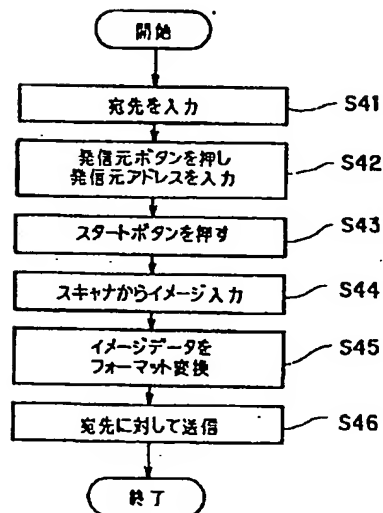 開始
宛先を入力
S41
発信元ボタンを押し
発信元アドレスを入力
S42
スタートボタンを押す
S43
スキャナからイメージ入力
S44
イメージデータを
フォーマット変換
S45
宛先に対して送信
S46
終了